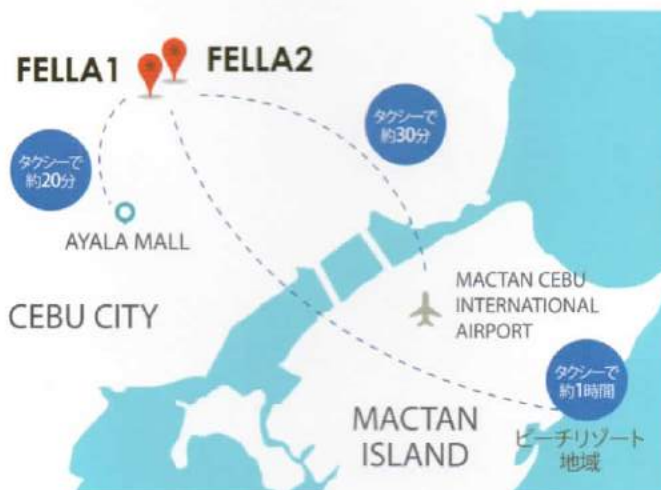 FELLA1
FELLA2
タクシーで
約30分
タクシーで
約20分
AYALA MALL
MACTAN CEBU
INTERNATIONAL
AIRPORT
CEBU CITY
タクシーで
約1時間
MACTAN
ISLAND
ビーチリゾート
地域